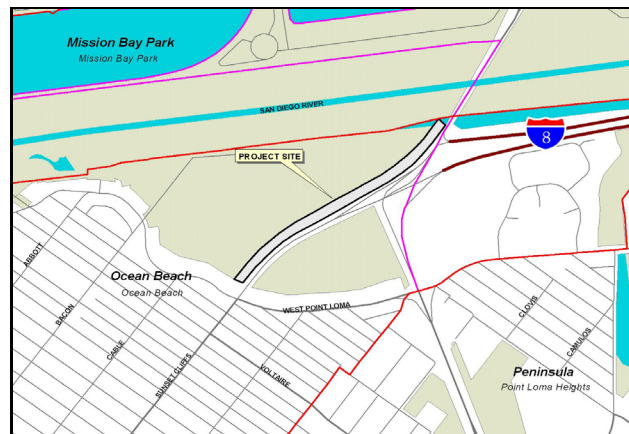 Mission Bay Park
Mission Bay Park
SAN DIEGO RIVER
8
PROJECT SITE
ABBOTT
Ocean Beach
Ocean Beach
BACON
WEST POINT LOMA
CLOVIS
CABLE
SUNSET CLIFFS
VOLTAIRE
CAMULOS
Peninsula
Point Loma Heights